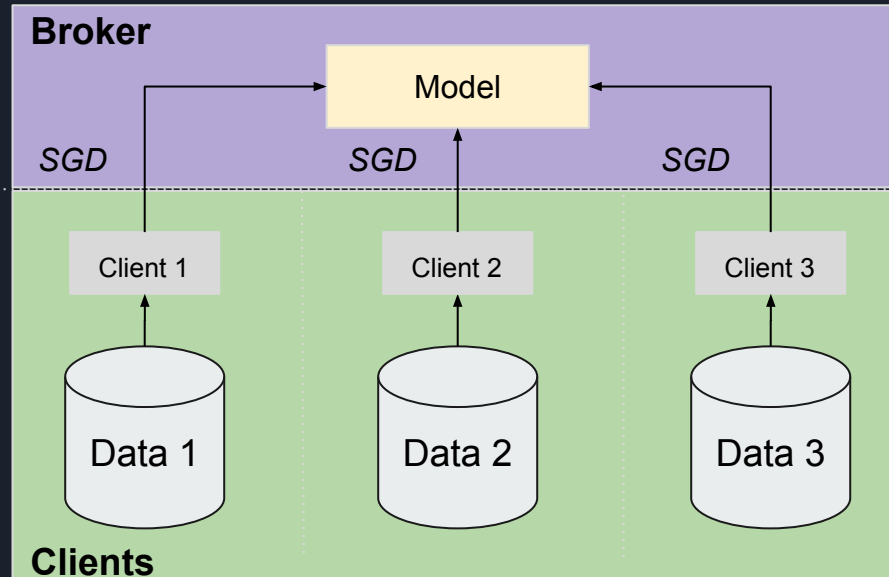 Broker
Model
SGD
SGD
SGD
Client 1
Client 2
Client 3
Data 1
Data 2
Data 3
Clients